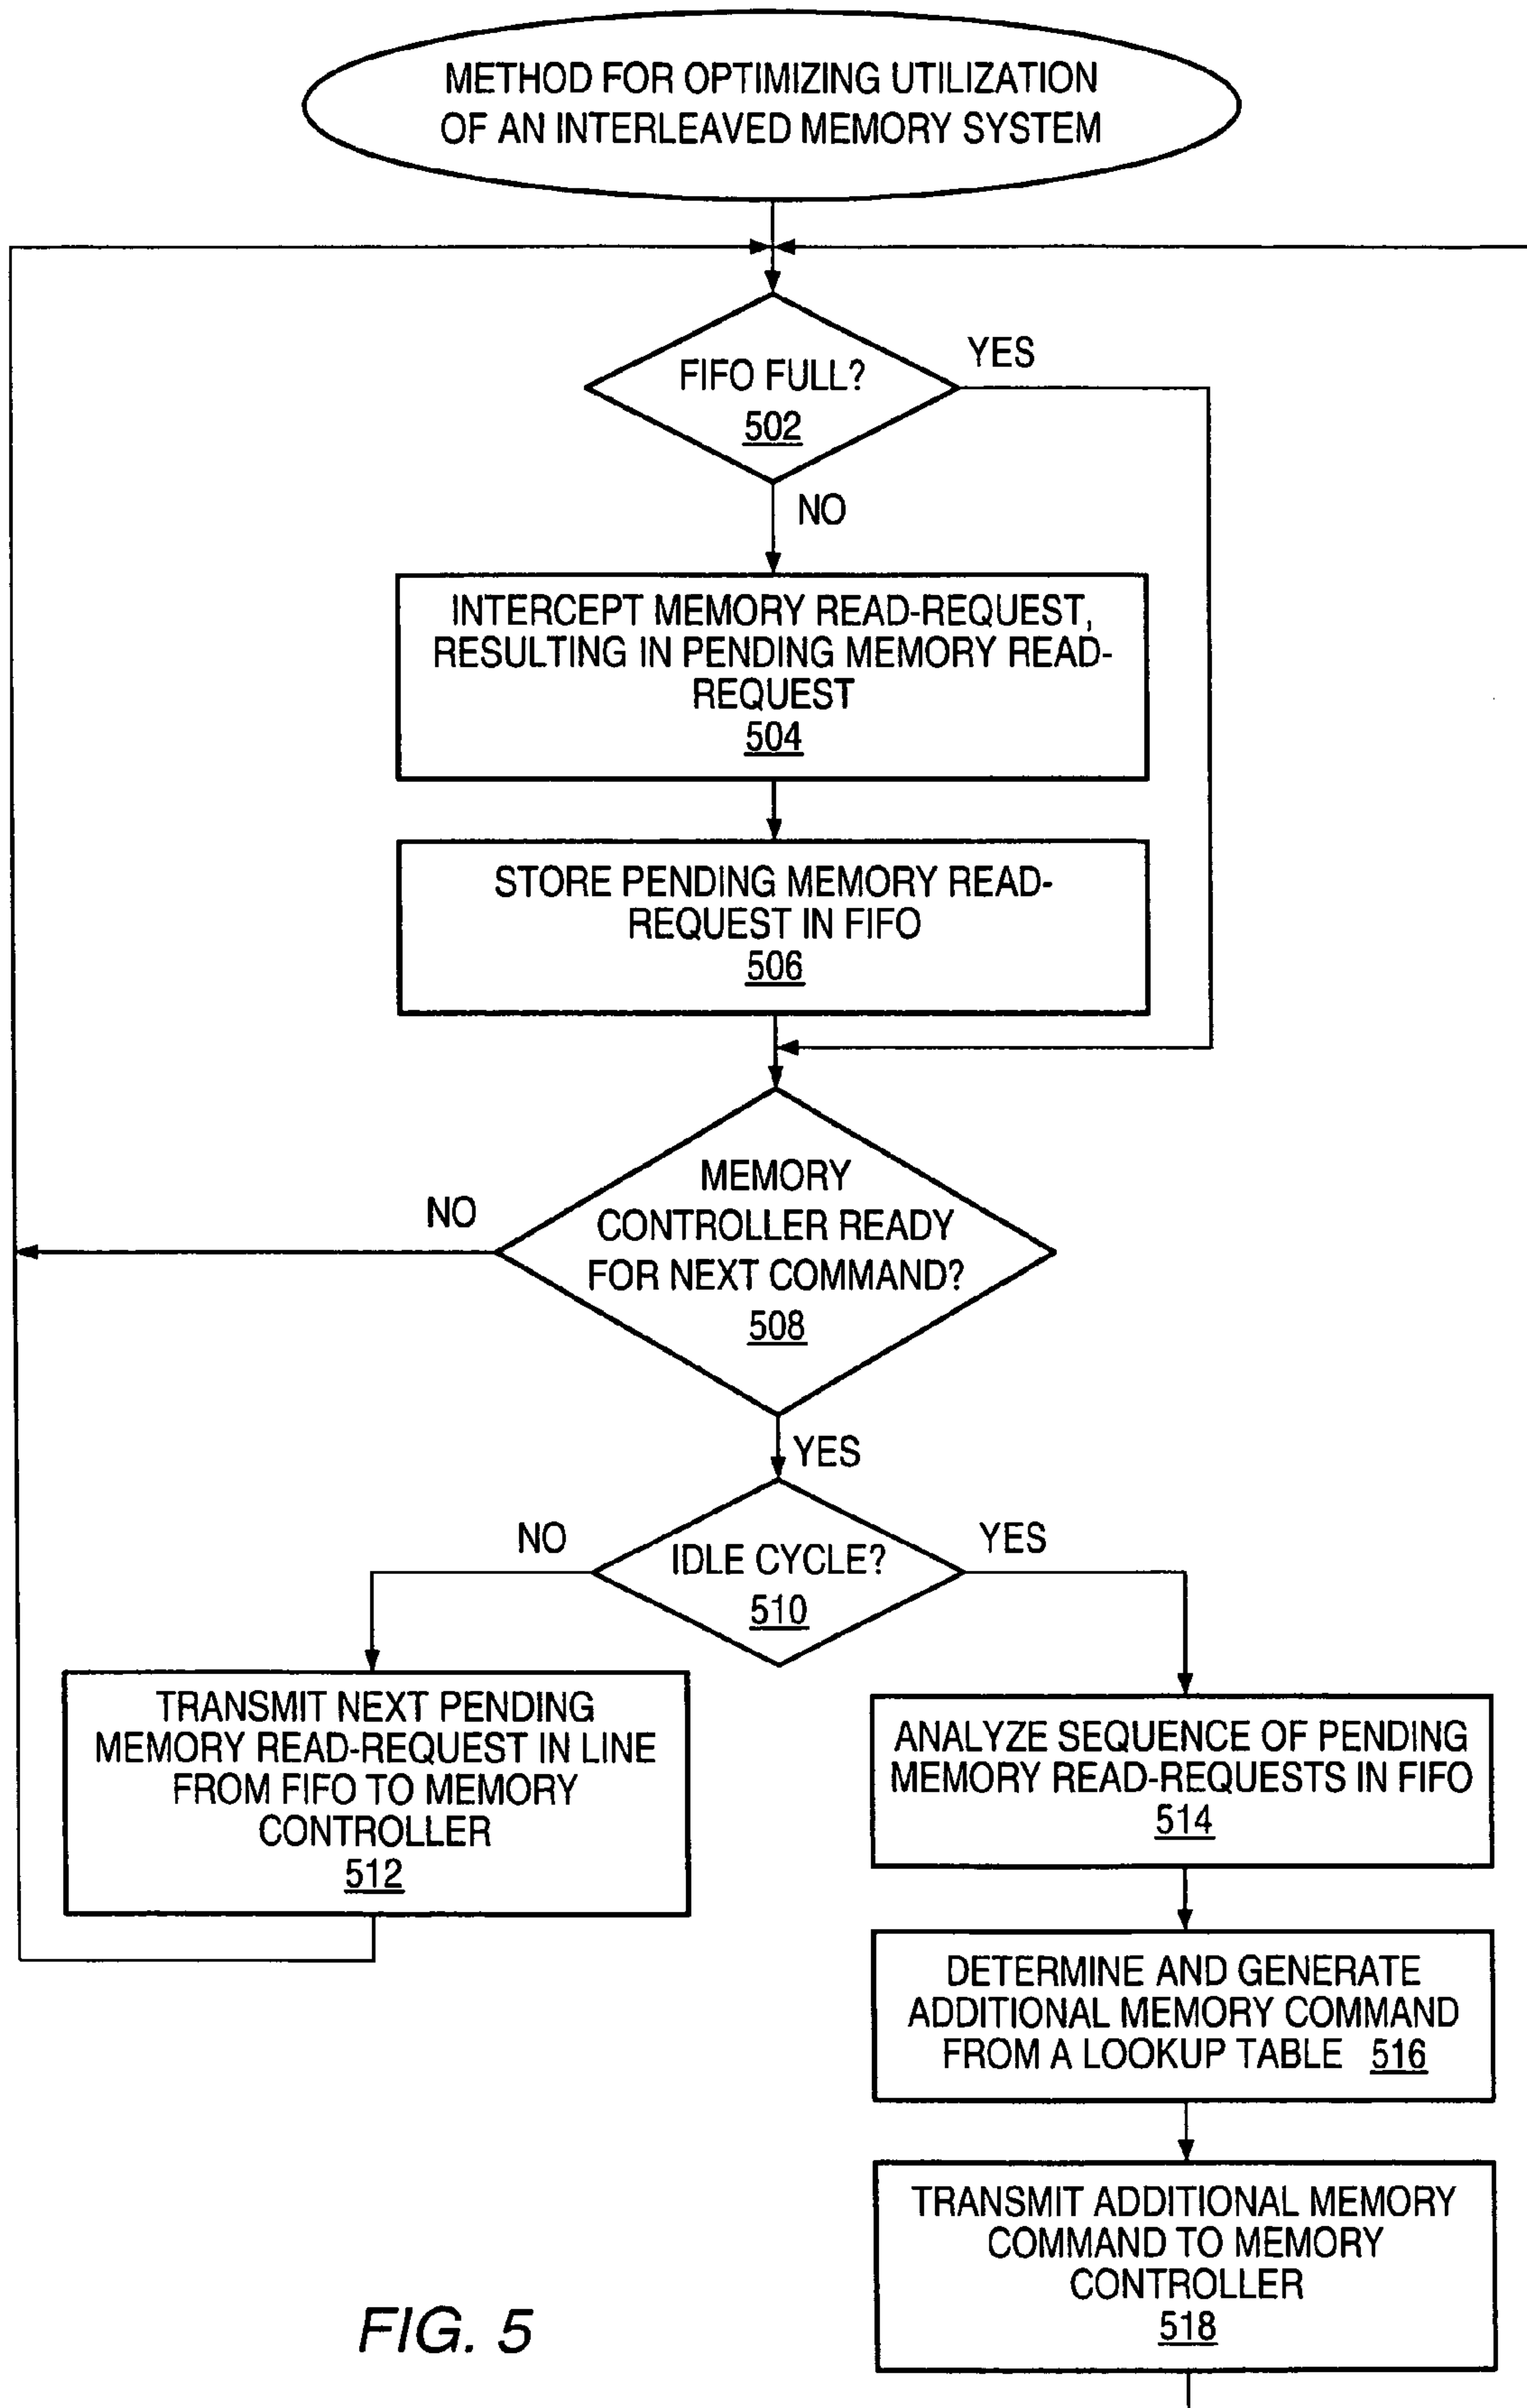 METHOD FOR OPTIMIZING UTILIZATION
OF AN INTERLEAVED MEMORY SYSTEM
FIFO FULL?
502
YES
NO
INTERCEPT MEMORY READ-REQUEST,
RESULTING IN PENDING MEMORY READ-
REQUEST
504
STORE PENDING MEMORY READ-
REQUEST IN FIFO
506
MEMORY
CONTROLLER READY
FOR NEXT COMMAND?
508
NO
YES
IDLE CYCLE?
510
NO
YES
TRANSMIT NEXT PENDING
MEMORY READ-REQUEST IN LINE
FROM FIFO TO MEMORY
CONTROLLER
512
ANALYZE SEQUENCE OF PENDING
MEMORY READ-REQUESTS IN FIFO
514
DETERMINE AND GENERATE
ADDITIONAL MEMORY COMMAND
FROM A LOOKUP TABLE 516
TRANSMIT ADDITIONAL MEMORY
COMMAND TO MEMORY
CONTROLLER
518
FIG. 5